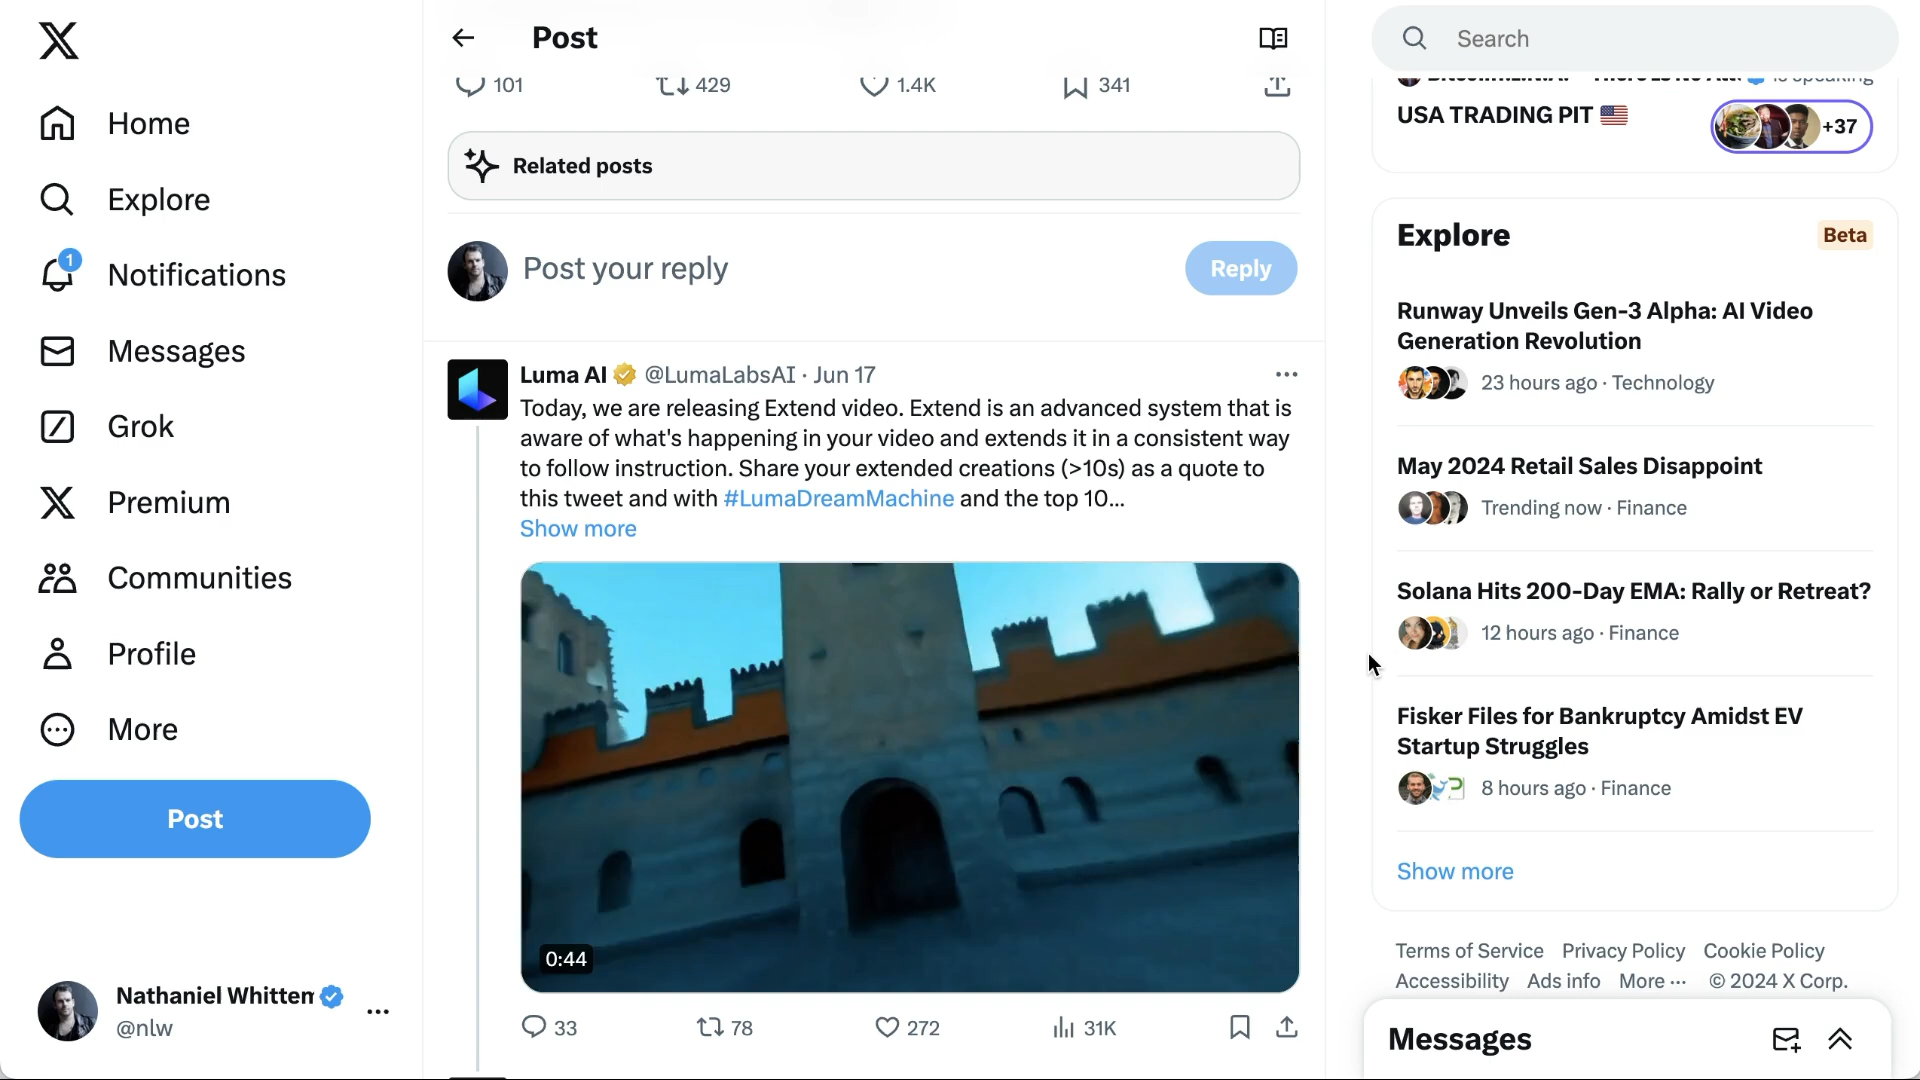 Home
Explore
1
Notifications
Messages
Grok
Premium
Communities
Profile
More
Post
Nathaniel Whittem
@nlw
Post
101
429
1.4K
341
Related posts
Post your reply
Reply
Luma AI @LumaLabsAI · Jun 17
Today, we are releasing Extend video. Extend is an advanced system that is
aware of what's happening in your video and extends it in a consistent way
to follow instruction. Share your extended creations (>10s) as a quote to
this tweet and with #LumaDreamMachine and the top 10...
Show more
0:44
33
78
272
31K
Search
is speaking
USA TRADING PIT
+37
Explore
Beta
Runway Unveils Gen-3 Alpha: AI Video
Generation Revolution
23 hours ago · Technology
May 2024 Retail Sales Disappoint
Trending now · Finance
Solana Hits 200-Day EMA: Rally or Retreat?
12 hours ago · Finance
Fisker Files for Bankruptcy Amidst EV
Startup Struggles
8 hours ago · Finance
Show more
Terms of Service Privacy Policy Cookie Policy
Accessibility Ads info More ··· © 2024 X Corp.
Messages